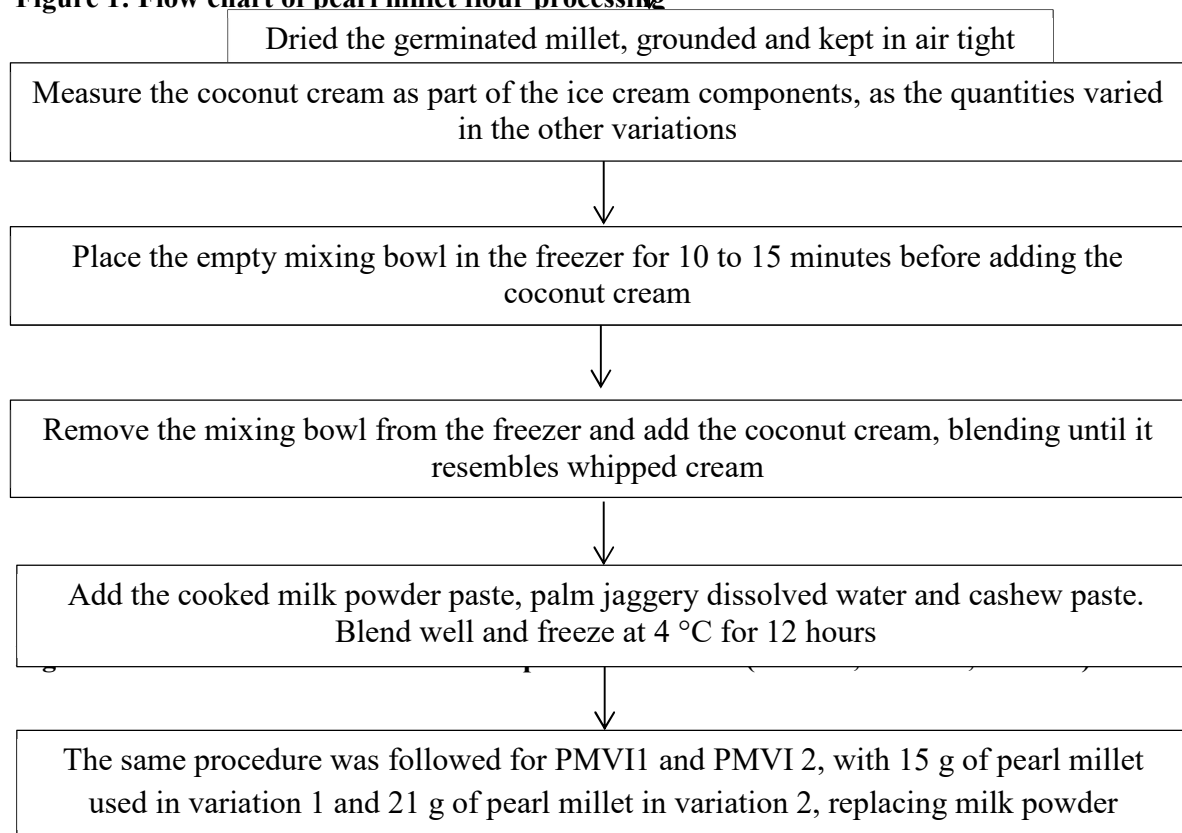 Figure 1: Flow chart of pearl millet flour processing
Dried the germinated millet, grounded and kept in air tight
Measure the coconut cream as part of the ice cream components, as the quantities varied
in the other variations
Place the empty mixing bowl in the freezer for 10 to 15 minutes before adding the
coconut cream
Remove the mixing bowl from the freezer and add the coconut cream, blending until it
resembles whipped cream
Add the cooked milk powder paste, palm jaggery dissolved water and cashew paste.
Blend well and freeze at 4 °C for 12 hours
The same procedure was followed for PMVI1 and PMVI 2, with 15 g of pearl millet
used in variation 1 and 21 g of pearl millet in variation 2, replacing milk powder